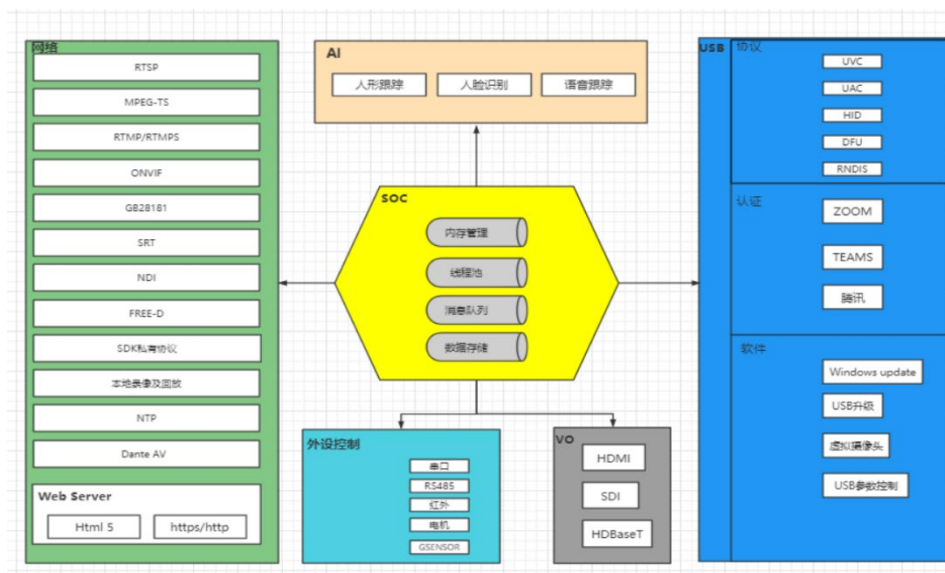 网络
RTSP
MPEG-TS
RTMP/RTMPS
ONVIF
GB28181
SRT
NDI
FREE-D
SDK私有协议
本地录像及回放
NTP
Dante AV
Web Server
Html 5
https/http
AI
人形跟踪
人脸识别
语音跟踪
SOC
内存管理
线程池
消息队列
数据存储
外设控制
串口
RS485
红外
电机
GSENSOR
VO
HDMI
SDI
HDBaseT
USB
协议
UVC
UAC
HID
DFU
RNDIS
认证
ZOOM
TEAMS
腾讯
软件
Windows update
USB升级
虚拟摄像头
USB参数控制